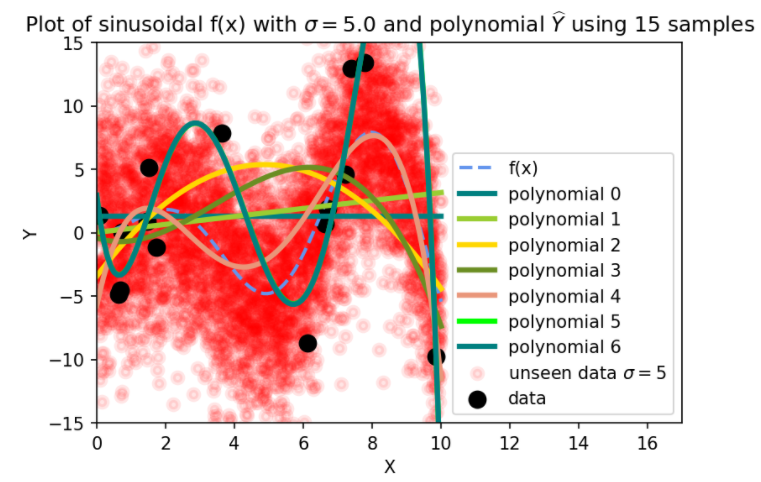 Plot of sinusoidal f(x) with σ = 5.0 and polynomial Ŷ using 15 samples
15
10
5
0
−5
−10
−15
Y
f(x)
polynomial 0
polynomial 1
polynomial 2
polynomial 3
polynomial 4
polynomial 5
polynomial 6
unseen data σ = 5
data
0 2 4 6 8 10 12 14 16
X